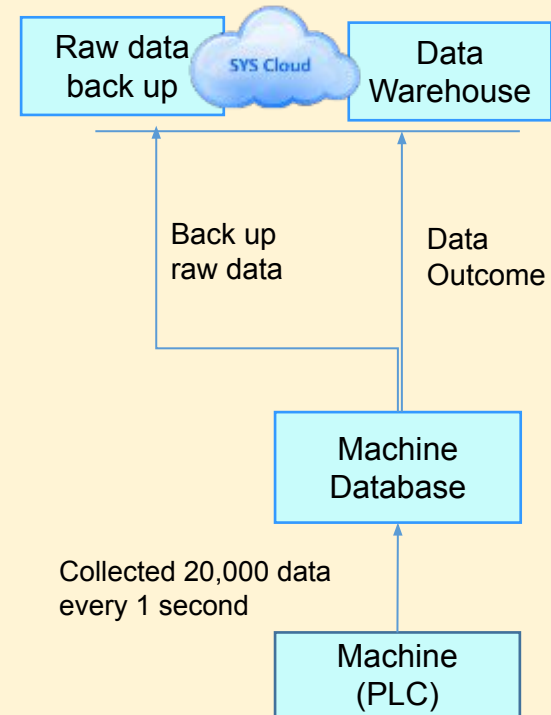 Raw data
back up
SYS Cloud
Data
Warehouse
Back up
raw data
Data
Outcome
Machine
Database
Collected 20,000 data
every 1 second
Machine
(PLC)